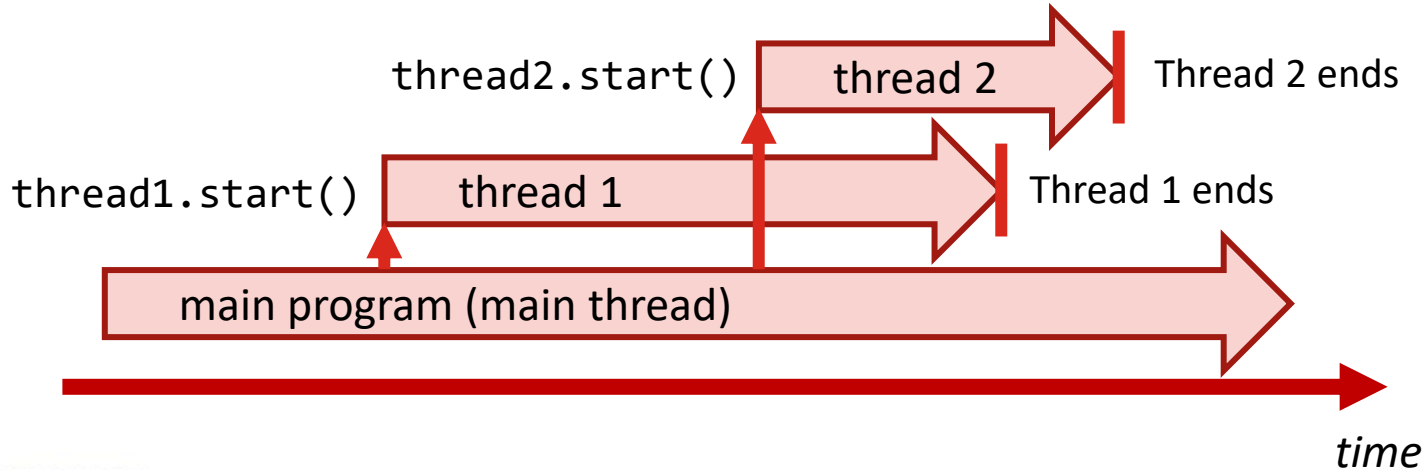 thread2.start() thread 2 Thread 2 ends
thread1.start() thread 1 Thread 1 ends
main program (main thread)
time